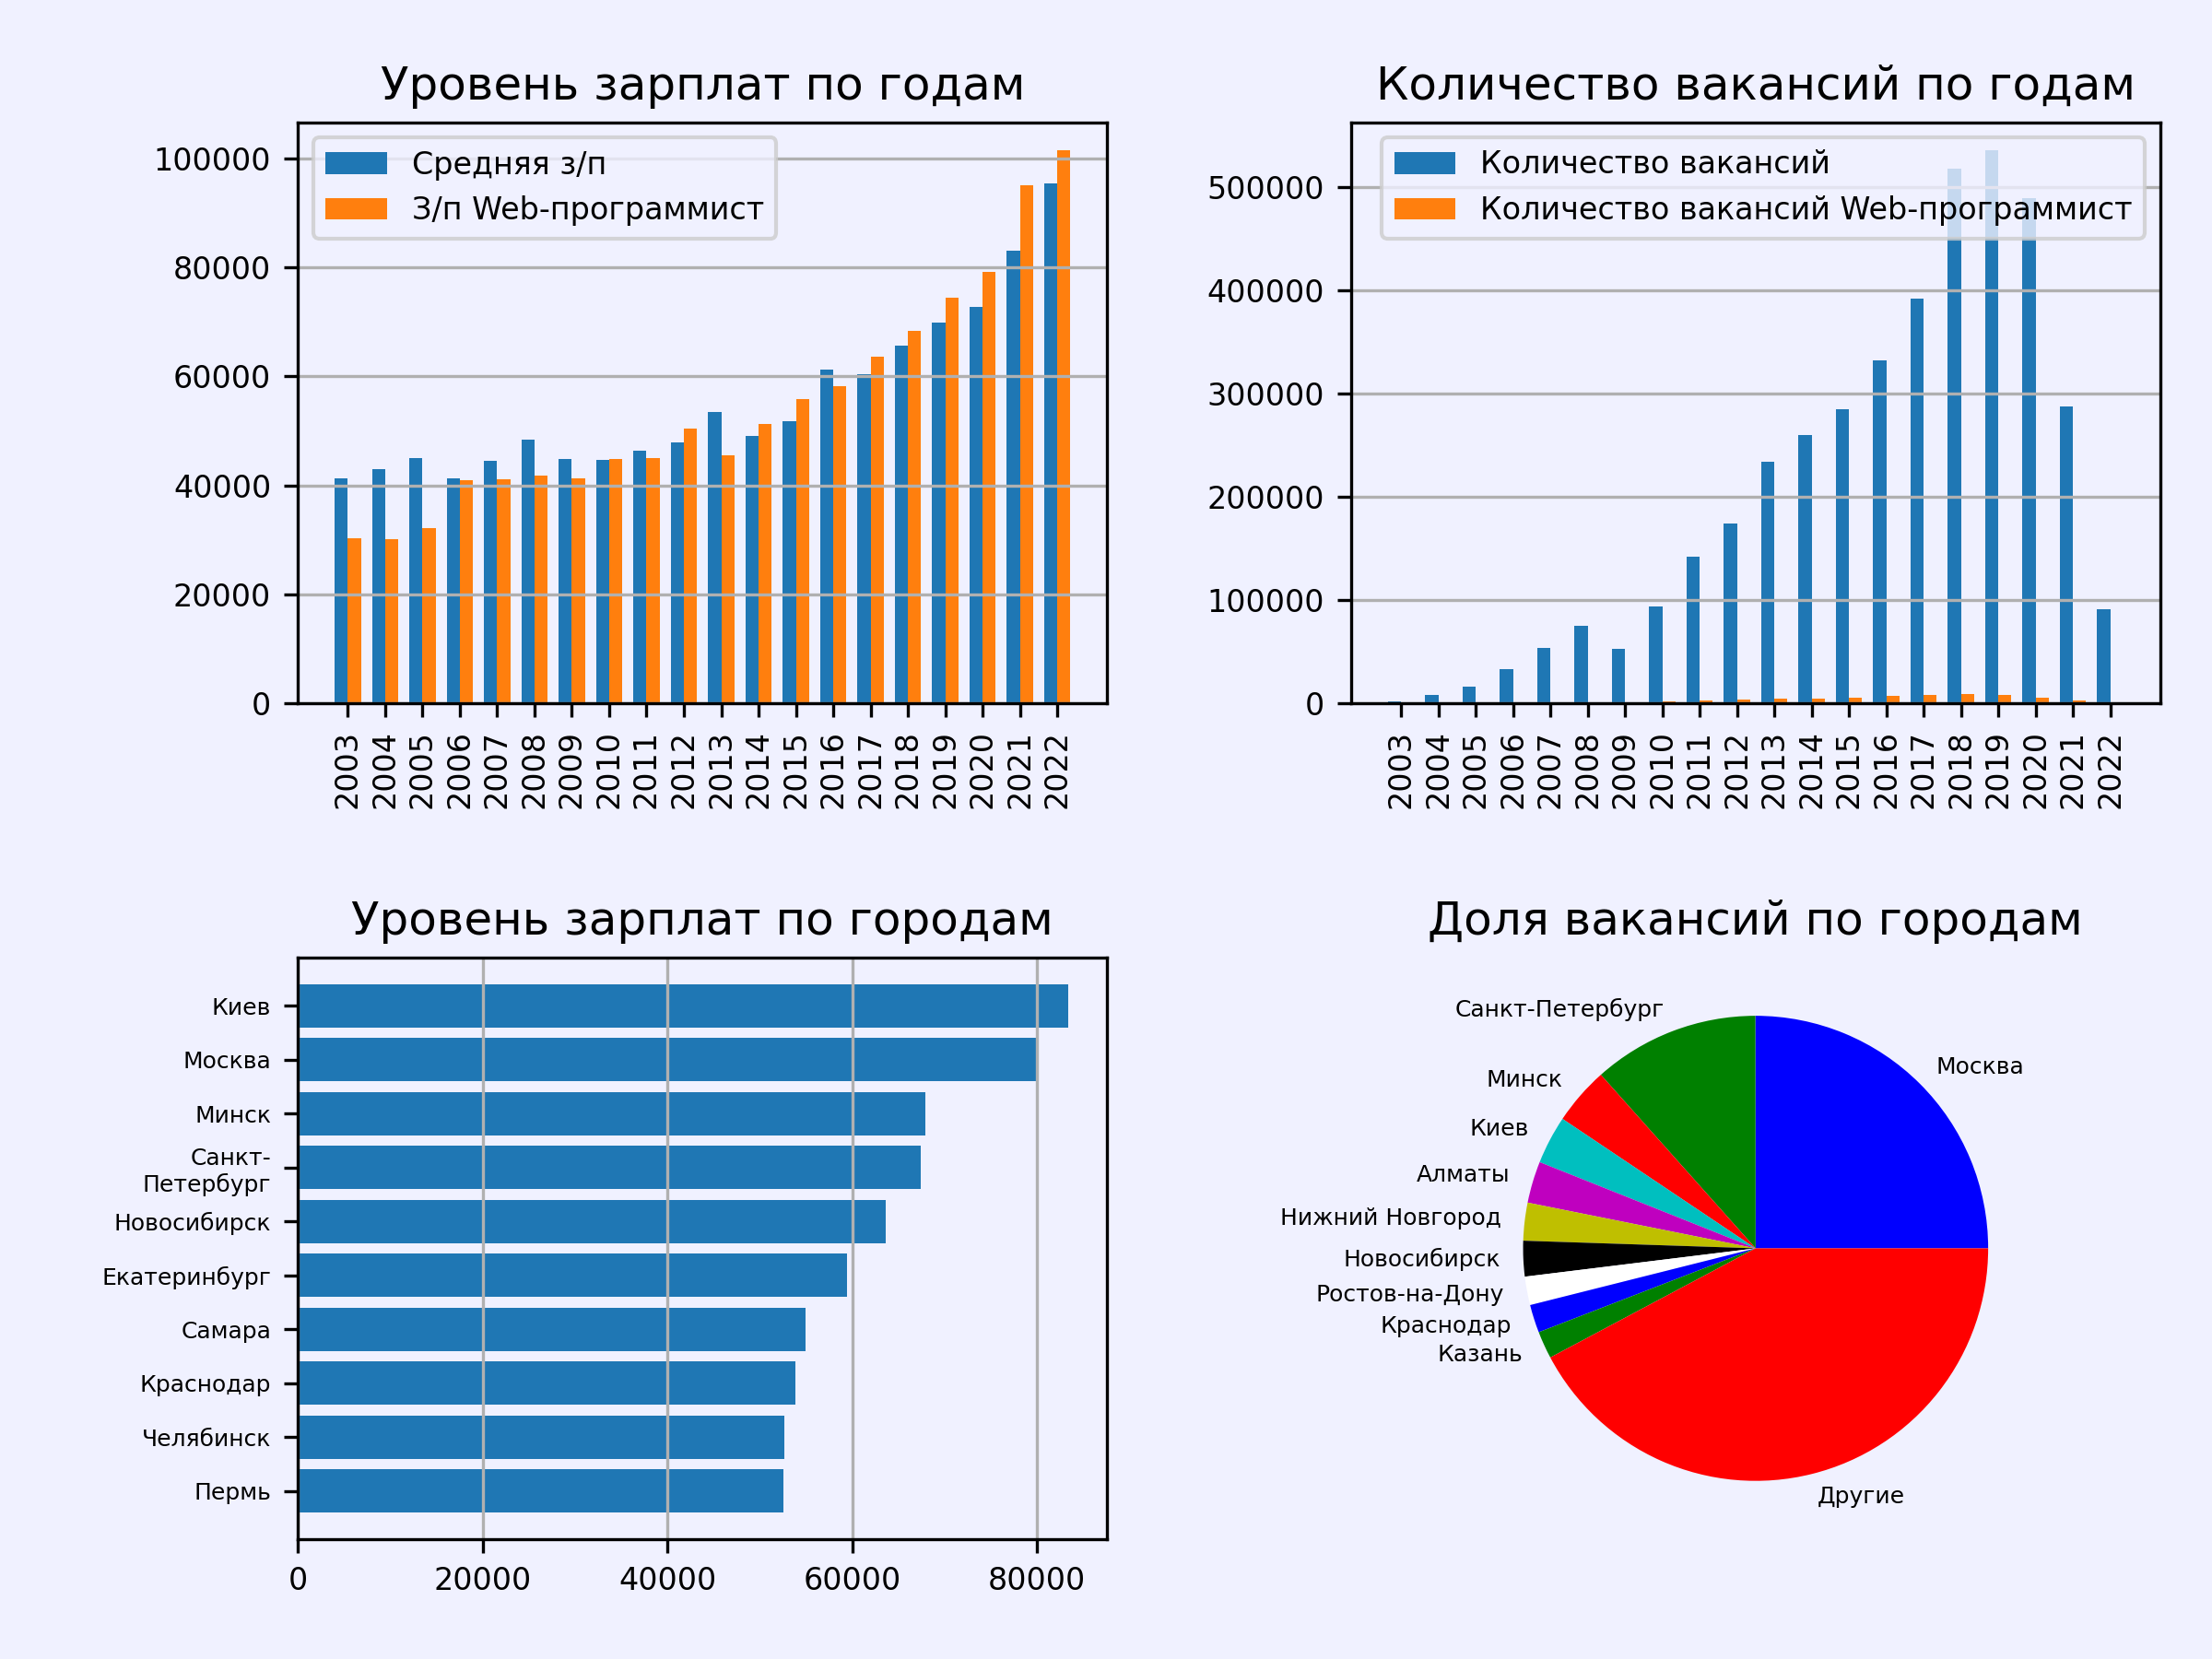 Уровень зарплат по годам
Средняя з/п
З/п Web-программист
100000
80000
60000
40000
20000
0
2003
2004
2005
2006
2007
2008
2009
2010
2011
2012
2013
2014
2015
2016
2017
2018
2019
2020
2021
2022
Количество вакансий по годам
Количество вакансий
Количество вакансий Web-программист
500000
400000
300000
200000
100000
0
2003
2004
2005
2006
2007
2008
2009
2010
2011
2012
2013
2014
2015
2016
2017
2018
2019
2020
2021
2022
Уровень зарплат по городам
Киев
Москва
Минск
Санкт-
Петербург
Новосибирск
Екатеринбург
Самара
Краснодар
Челябинск
Пермь
0
20000
40000
60000
80000
Доля вакансий по городам
Санкт-Петербург
Москва
Минск
Киев
Алматы
Нижний Новгород
Новосибирск
Ростов-на-Дону
Краснодар
Казань
Другие